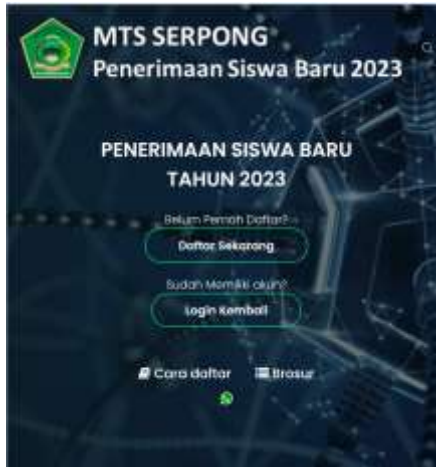 MTS SERPONG
Penerimaan Siswa Baru 2023
PENERIMAAN SISWA BARU
TAHUN 2023
Belum Pernah Daftar?
Daftar Sekarang
Sudah Memiliki akun?
Login Kembali
Cara daftar
Brosur